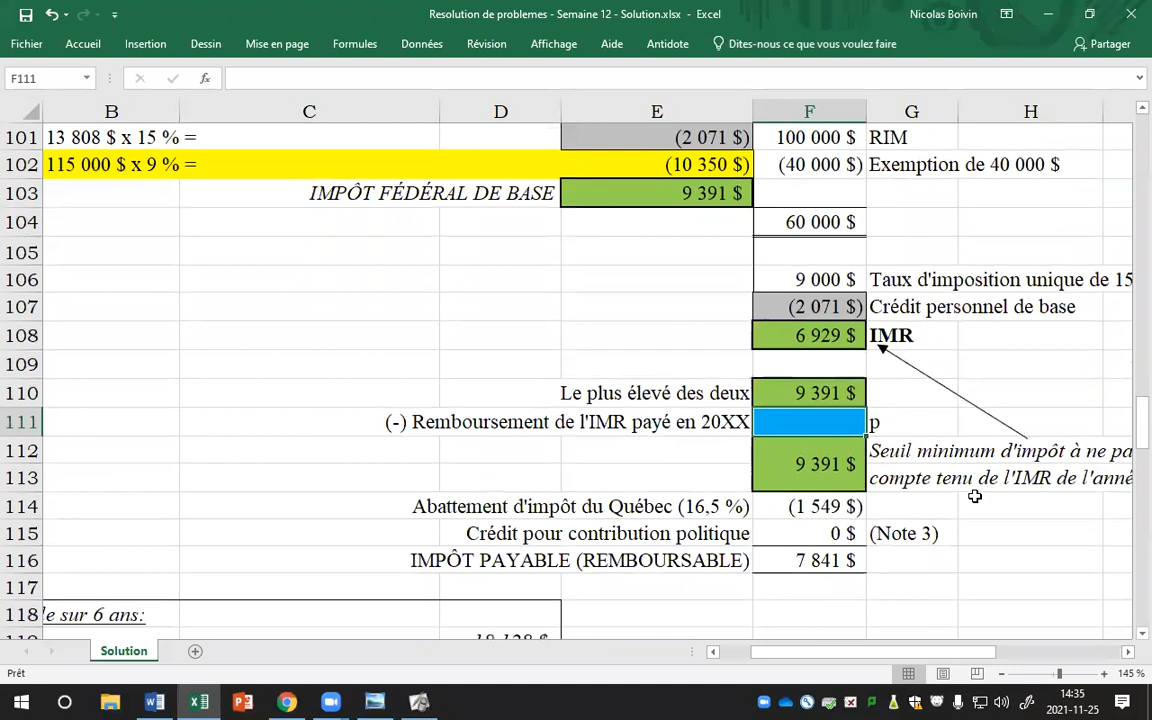 Resolution de problemes - Semaine 12 - Solution.xlsx - Excel
Nicolas Boivin
Fichier Accueil Insertion Dessin Mise en page Formules Données Révision Affichage Aide Antidote Dites-nous ce que vous voulez faire Partager
F111 fx
B C D E F G H
101 13 808 $ x 15 % = (2 071 $) 100 000 $ RIM
102 115 000 $ x 9 % = (10 350 $) (40 000 $) Exemption de 40 000 $
103 IMPÔT FÉDÉRAL DE BASE 9 391 $
104 60 000 $
105
106 9 000 $ Taux d'imposition unique de 15
107 (2 071 $) Crédit personnel de base
108 6 929 $ IMR
109
110 Le plus élevé des deux 9 391 $
111 (-) Remboursement de l'IMR payé en 20XX p
112 Seuil minimum d'impôt à ne pa
9 391 $
113 compte tenu de l'IMR de l'anné
114 Abattement d'impôt du Québec (16,5 %) (1 549 $)
115 Crédit pour contribution politique 0 $ (Note 3)
116 IMPÔT PAYABLE (REMBOURSABLE) 7 841 $
117
118 le sur 6 ans:
18 128 $
Solution
Prêt
145 %
14:35
2021-11-25